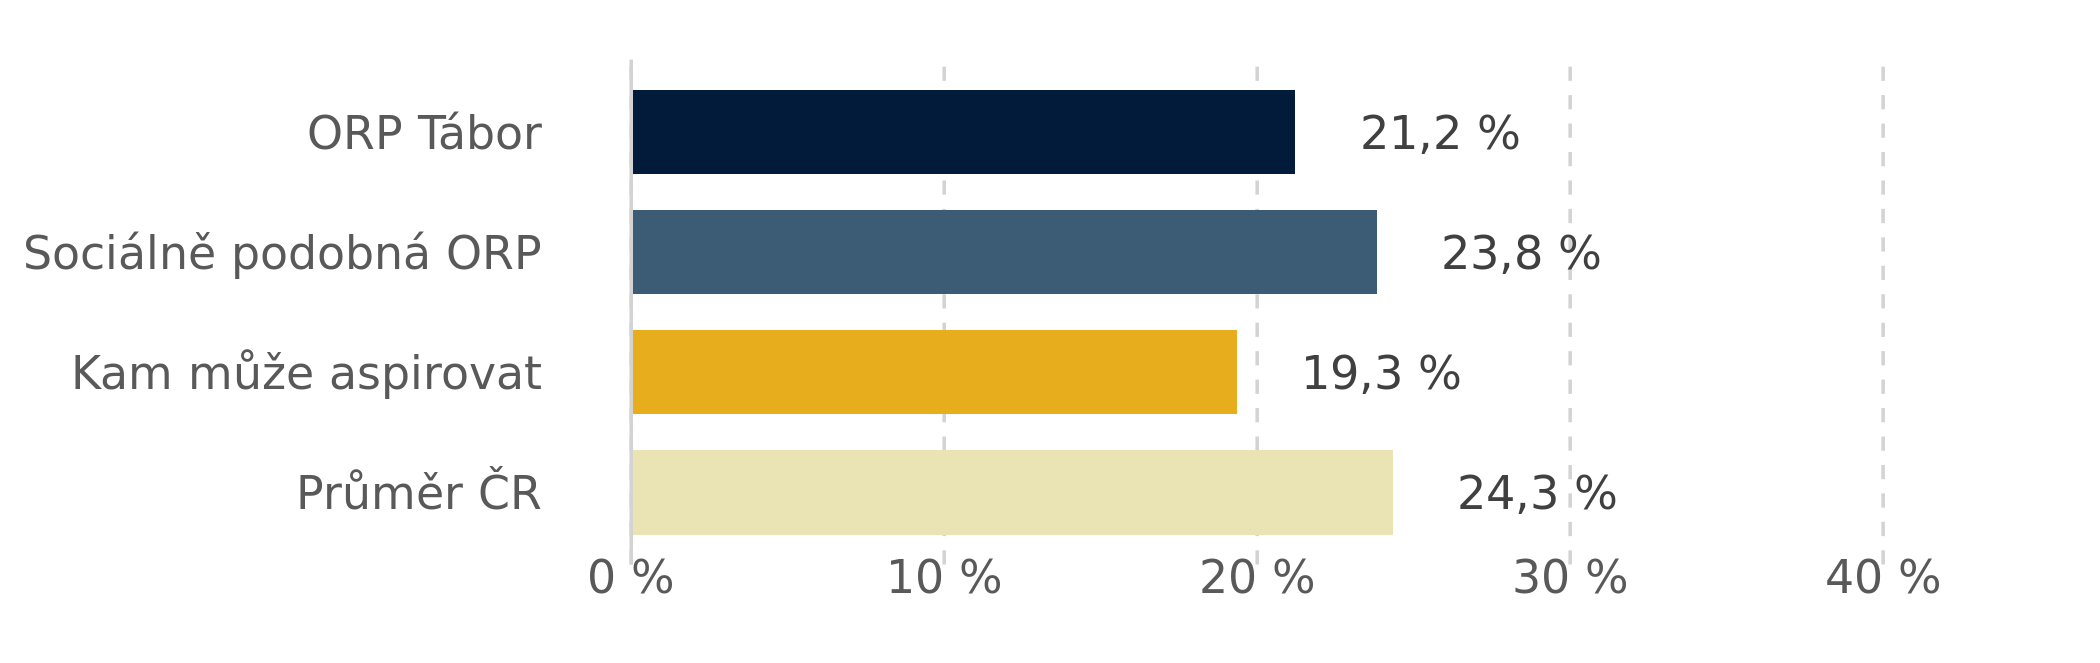 ORP Tábor 21,2 %
Sociálně podobná ORP 23,8 %
Kam může aspirovat 19,3 %
Průměr ČR 24,3 %
0 % 10 % 20 % 30 % 40 %